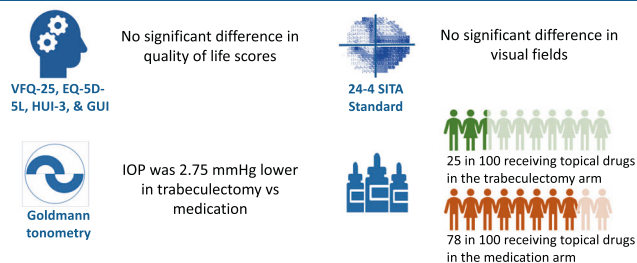 No significant difference in
quality of life scores
VFQ-25, EQ-5D-
5L, HUI-3, & GUI
No significant difference in
visual fields
24-4 SITA
Standard
IOP was 2.75 mmHg lower
in trabeculectomy vs
medication
Goldmann
tonometry
25 in 100 receiving topical drugs
in the trabeculectomy arm
78 in 100 receiving topical drugs
in the medication arm